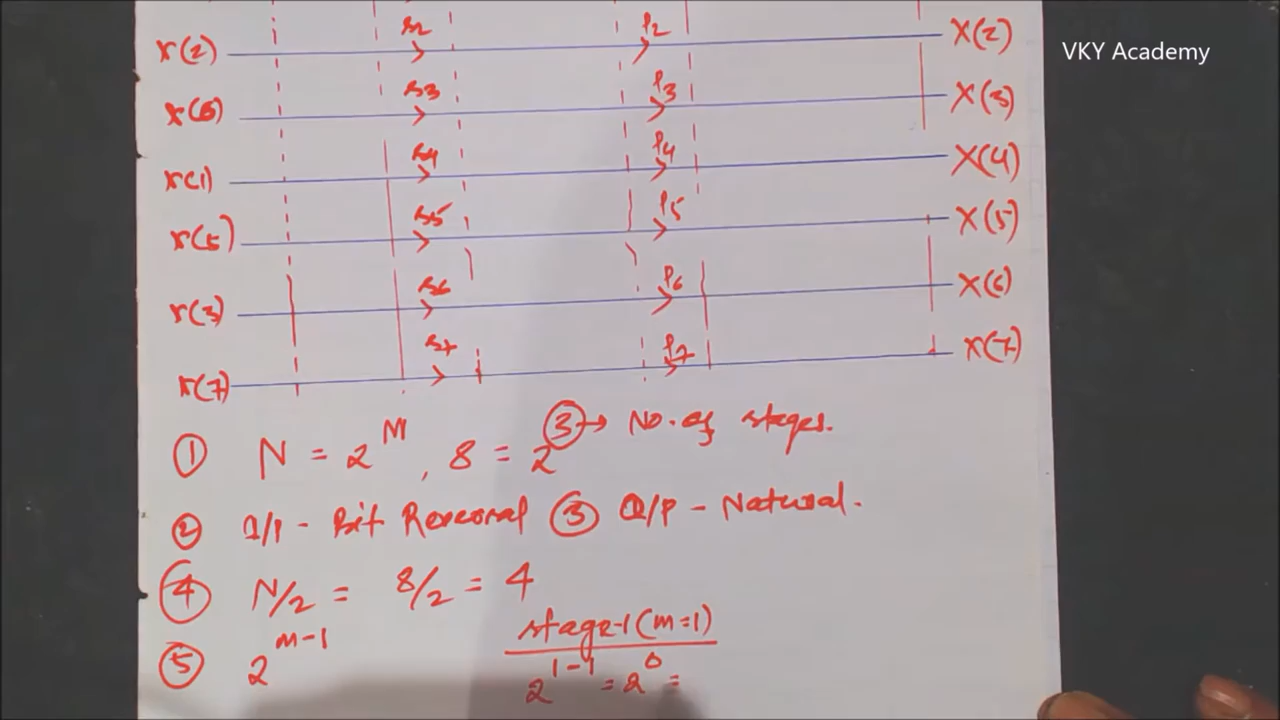 x(2) s2 P2 X(2)
VKY Academy
x(6) s3 P3 X(3)
x(1) s4 P4 X(4)
x(5) s5 P5 X(5)
x(3) s6 P6 X(6)
x(7) s7 P7 X(7)
① N = 2^M , 8 = 2^③ → No. of stages.
② I/P - Bit Reversal ③ O/P - Natural.
④ N/2 = 8/2 = 4
⑤ 2^m-1
stage-1 (m=1)
2^1-1 = 2^0 =